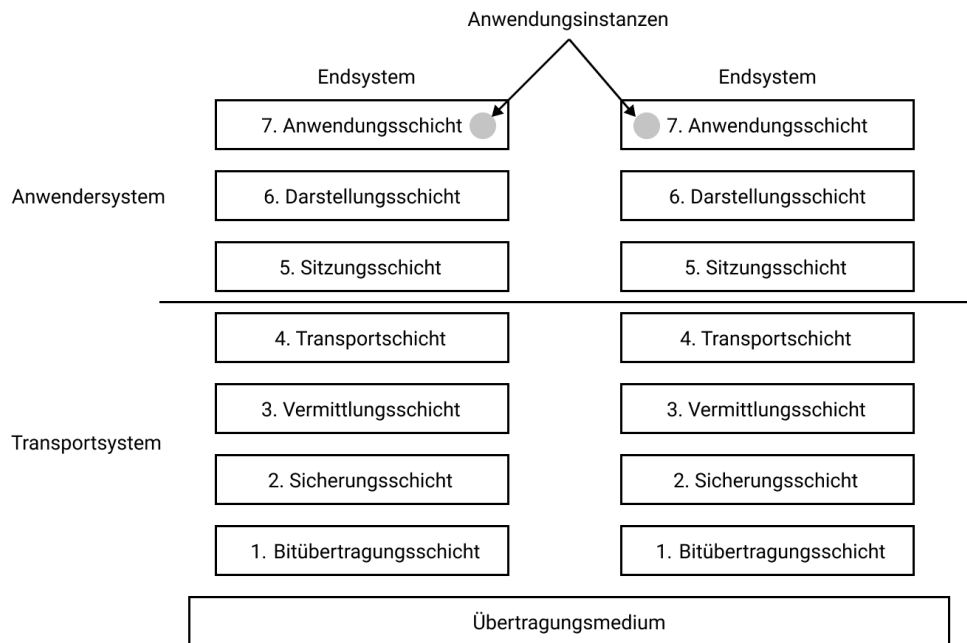 Anwendungsinstanzen
Endsystem
Endsystem
7. Anwendungsschicht
7. Anwendungsschicht
Anwendersystem
6. Darstellungsschicht
6. Darstellungsschicht
5. Sitzungsschicht
5. Sitzungsschicht
4. Transportschicht
4. Transportschicht
3. Vermittlungsschicht
3. Vermittlungsschicht
Transportsystem
2. Sicherungsschicht
2. Sicherungsschicht
1. Bitübertragungsschicht
1. Bitübertragungsschicht
Übertragungsmedium